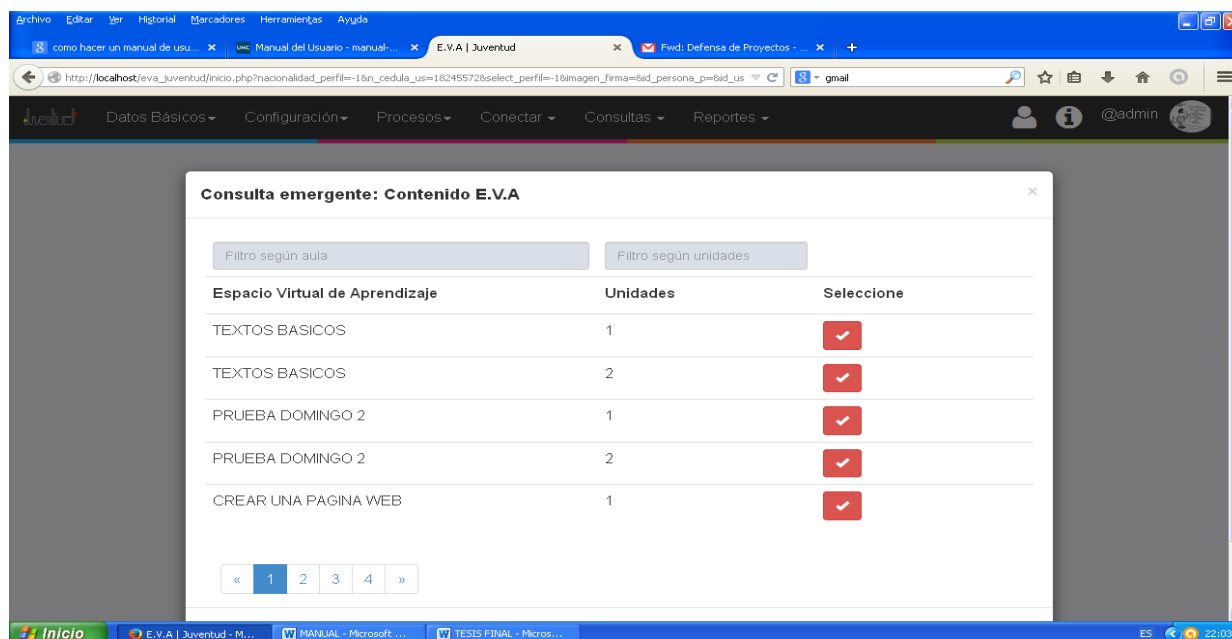 Archivo Editar Ver Historial Marcadores Herramientas Ayuda
como hacer un manual de usu... Manual del Usuario - manual-... E.V.A | Juventud Fwd: Defensa de Proyectos - ...
http://localhost/eva_juventud/inicio.php?nacionalidad_perfil=-1&n_cedula_us=18245572&select_perfil=-1&imagen_firma=&id_persona_p=&id_us gmail
Juventud Datos Básicos Configuración Procesos Conectar Consultas Reportes @admin
Consulta emergente: Contenido E.V.A ×
Filtro según aula Filtro según unidades
Espacio Virtual de Aprendizaje Unidades Seleccione
TEXTOS BASICOS 1
TEXTOS BASICOS 2
PRUEBA DOMINGO 2 1
PRUEBA DOMINGO 2 2
CREAR UNA PAGINA WEB 1
« 1 2 3 4 »
Inicio E.V.A | Juventud - M... MANUAL - Microsoft ... TESIS FINAL - Micros... ES 22:03